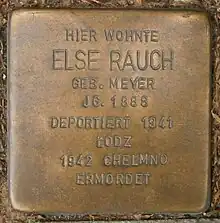 HIER WOHNTE
ELSE RAUCH
GEB. MEYER
JG. 1888
DEPORTIERT 1941
LODZ
1942 CHELMNO
ERMORDET